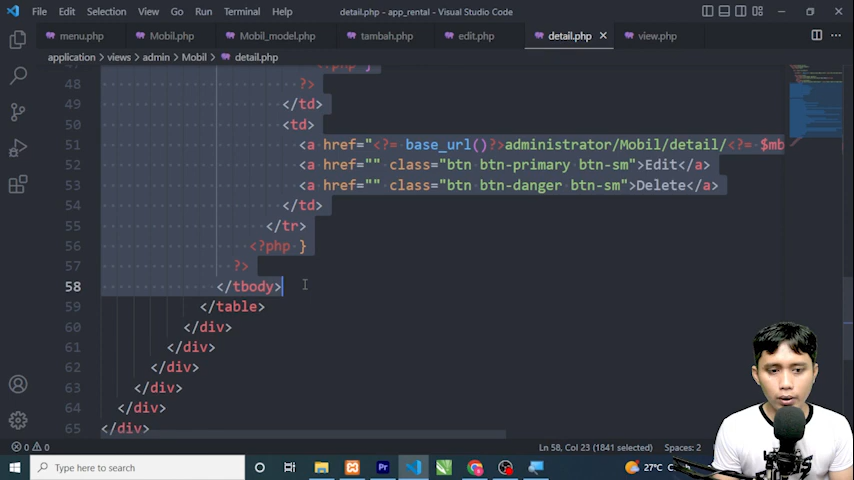 File Edit Selection View Go Run Terminal Help detail.php - app_rental - Visual Studio Code
menu.php Mobil.php Mobil_model.php tambah.php edit.php detail.php view.php
application > views > admin > Mobil > detail.php
48 ?>
49 </td>
50 <td>
51 <a href="<?= base_url()?>administrator/Mobil/detail/<?= $mb
52 <a href="" class="btn btn-primary btn-sm">Edit</a>
53 <a href="" class="btn btn-danger btn-sm">Delete</a>
54 </td>
55 </tr>
56 <?php }
57 ?>
58 </tbody>
59 </table>
60 </div>
61 </div>
62 </div>
63 </div>
64 </div>
65 </div>
0 0 Ln 58, Col 23 (1841 selected) Spaces: 2
Type here to search 27°C